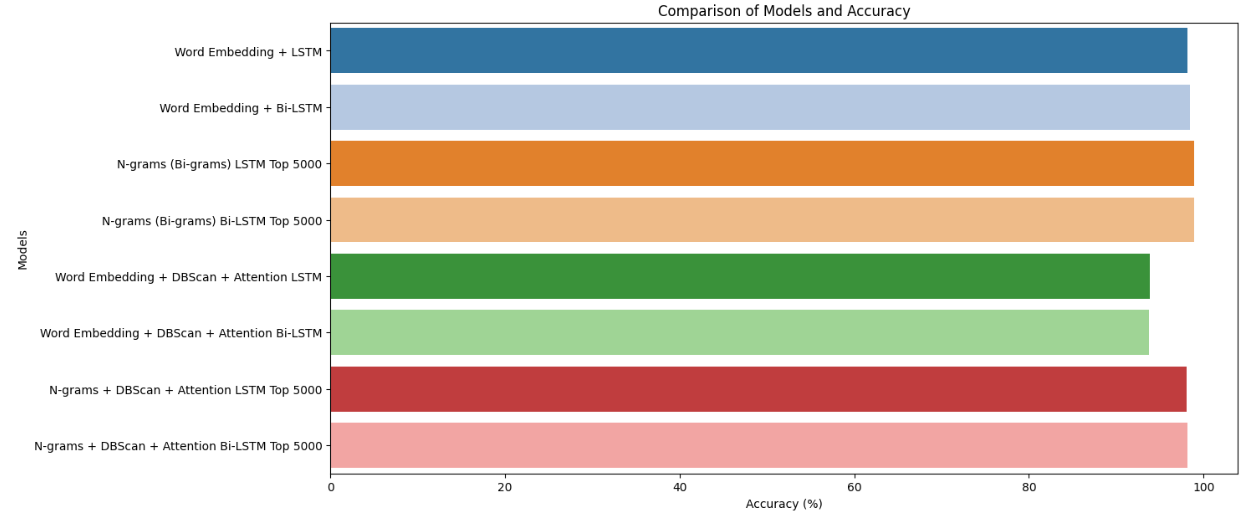 Comparison of Models and Accuracy
Models
Word Embedding + LSTM
Word Embedding + Bi-LSTM
N-grams (Bi-grams) LSTM Top 5000
N-grams (Bi-grams) Bi-LSTM Top 5000
Word Embedding + DBScan + Attention LSTM
Word Embedding + DBScan + Attention Bi-LSTM
N-grams + DBScan + Attention LSTM Top 5000
N-grams + DBScan + Attention Bi-LSTM Top 5000
0 20 40 60 80 100
Accuracy (%)